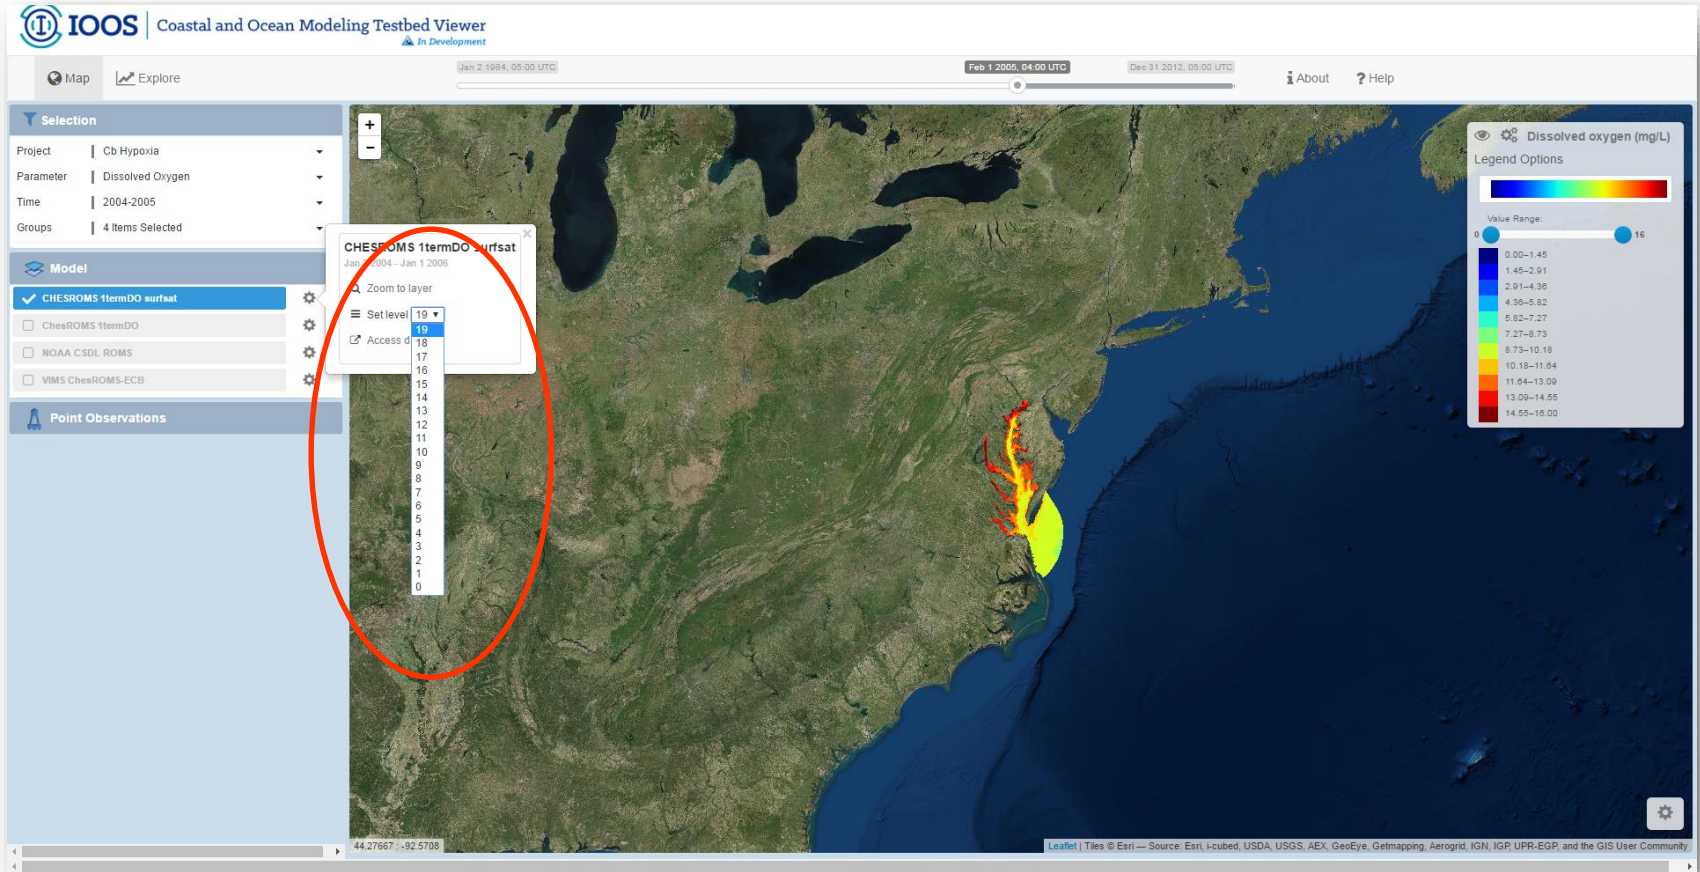 IOOS
Coastal and Ocean Modeling Testbed Viewer
In Development
Map
Explore
Jan 2 1984, 05:00 UTC
Feb 1 2005, 04:00 UTC
Dec 31 2012, 05:00 UTC
About
? Help
Selection
Project
Cb Hypoxia
Parameter
Dissolved Oxygen
Time
2004-2005
Groups
4 Items Selected
Model
CHESROMS 1termDO surfsat
ChesROMS 1termDO
NOAA CSDL ROMS
VIMS ChesROMS-ECB
Point Observations
+
-
×
CHESROMS 1termDO surfsat
2004 - Jan 1 2006
Zoom to layer
Set level 19
Access d
19
18
17
16
15
14
13
12
11
10
9
8
7
6
5
4
3
2
1
0
Dissolved oxygen (mg/L)
Legend Options
Value Range:
0
16
0.00–1.45
1.45–2.91
2.91–4.36
4.36–5.82
5.82–7.27
7.27–8.73
8.73–10.18
10.18–11.64
11.64–13.09
13.09–14.55
14.55–16.00
44.27667 : -92.5708
Leaflet | Tiles © Esri — Source: Esri, i-cubed, USDA, USGS, AEX, GeoEye, Getmapping, Aerogrid, IGN, IGP, UPR-EGP, and the GIS User Community